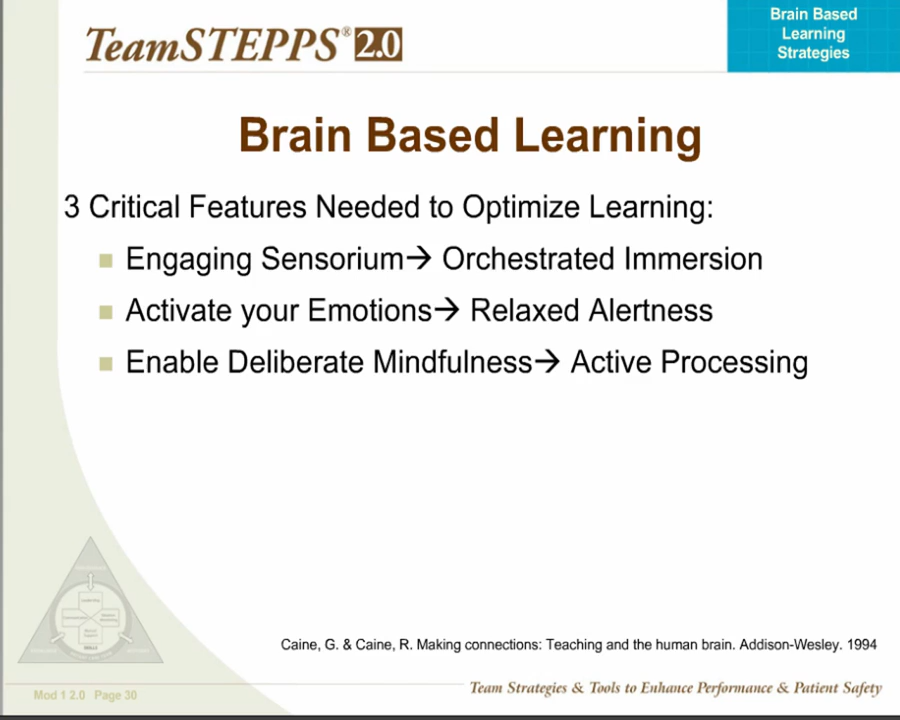 TeamSTEPPS® 2.0
Brain Based
Learning
Strategies
Brain Based Learning
3 Critical Features Needed to Optimize Learning:
■ Engaging Sensorium→ Orchestrated Immersion
■ Activate your Emotions→ Relaxed Alertness
■ Enable Deliberate Mindfulness→ Active Processing
SKILLS
Caine, G. & Caine, R. Making connections: Teaching and the human brain. Addison-Wesley. 1994
Mod 1 2.0 Page 30
Team Strategies & Tools to Enhance Performance & Patient Safety